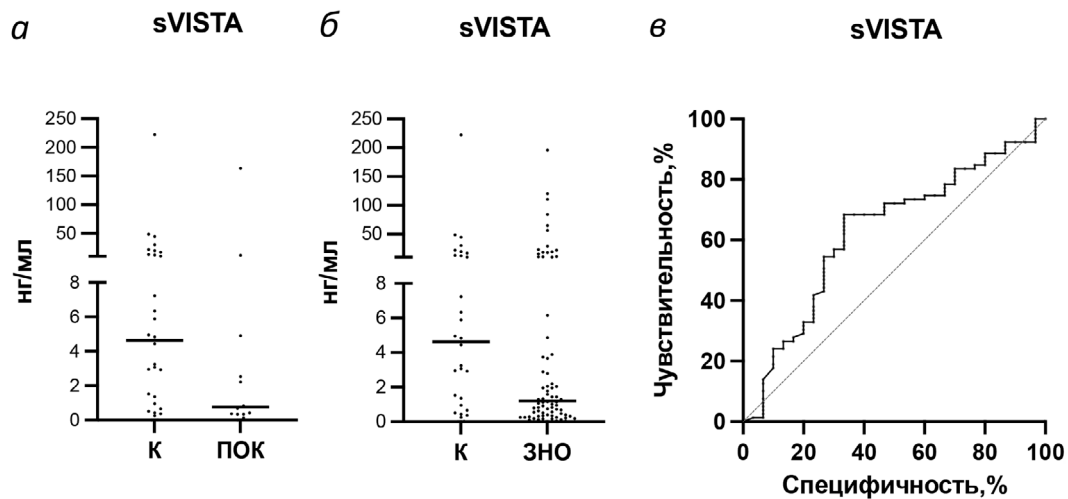 а
sVISTA
б
sVISTA
в
sVISTA
250
200
150
100
50
8
6
4
2
0
нг/мл
К
ПОК
250
200
150
100
50
8
6
4
2
0
нг/мл
К
ЗНО
100
80
60
40
20
0
Чувствительность,%
0
20
40
60
80
100
Специфичность,%